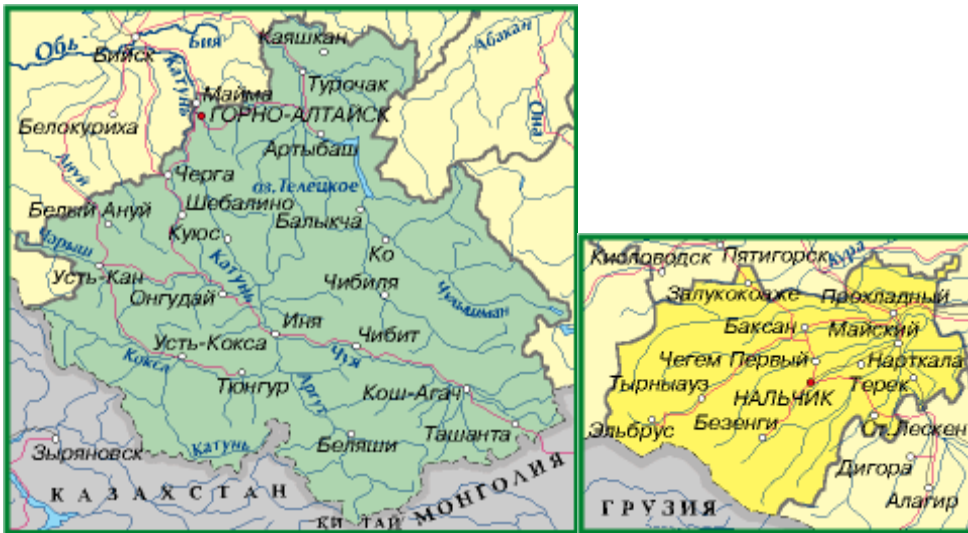 Каяшкан
Абакан
Обь
Бия
Бийск
Катунь
Турочак
Майма
ГОРНО-АЛТАЙСК
Белокуриха
Она
Артыбаш
Ануй
Черга
оз.Телецкое
Белый Ануй
Шебалино
Балыкча
Куюс
Чарыш
Ко
Усть-Кан
Катунь
Чибиля
Онгудай
Чульчиман
Иня
Чибит
Усть-Кокса
Кокса
Чуя
Тюнгур
Аргут
Кош-Агач
Ташанта
Беляши
Катунь
Зыряновск
КАЗАХСТАН
КИТАЙ
МОНГОЛИЯ
Кисловодск
Пятигорск
Кура
Залукокоаже
Прохладный
Баксан
Майский
Чегем Первый
Нарткала
Тырныауз
Терек
НАЛЬЧИК
Эльбрус
Безенги
Ст.Лескен
Дигора
Алагир
ГРУЗИЯ